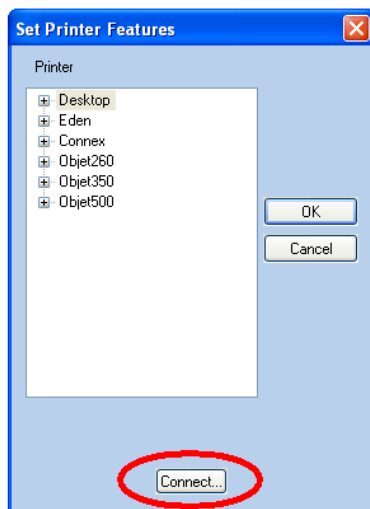 Set Printer Features
Printer
Desktop
Eden
Connex
Objet260
Objet350
Objet500
OK
Cancel
Connect...